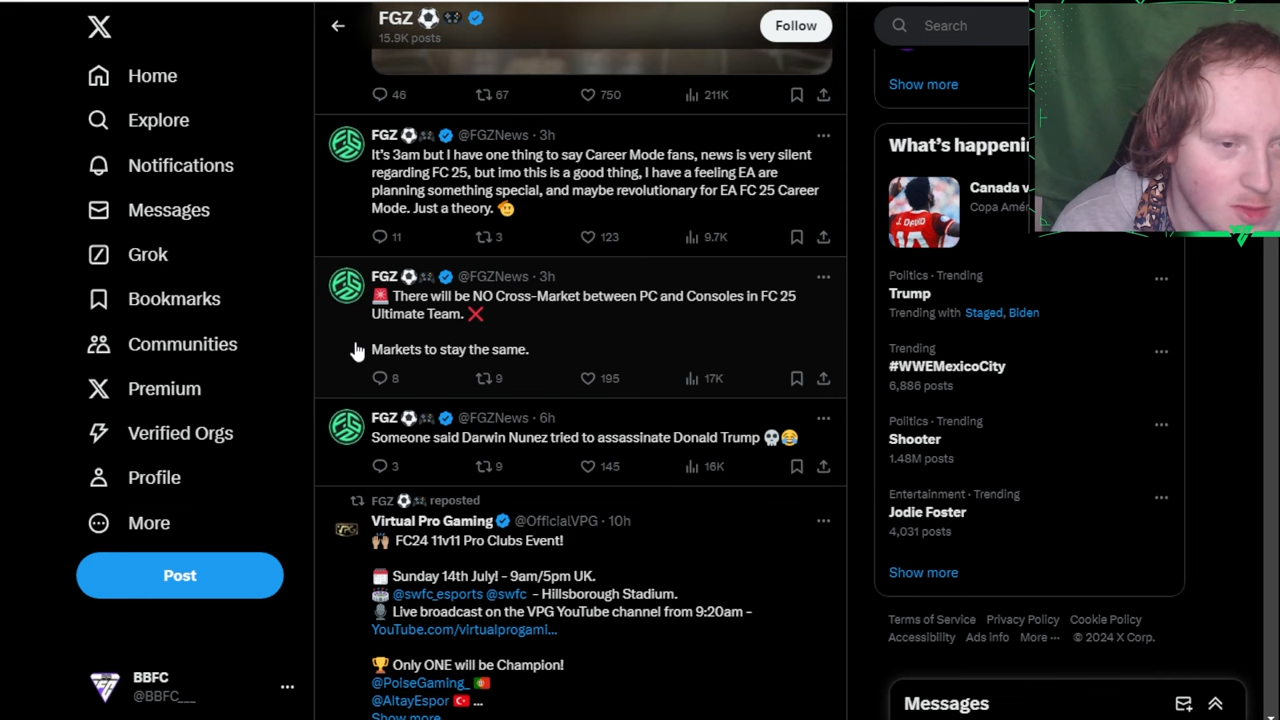 Home
Explore
Notifications
Messages
Grok
Bookmarks
Communities
Premium
Verified Orgs
Profile
More
Post
BBFC
@BBFC___
FGZ ⚽🎮
15.9K posts
Follow
46 67 750 211K
FGZ ⚽🎮 @FGZNews · 3h
It's 3am but I have one thing to say Career Mode fans, news is very silent
regarding FC 25, but imo this is a good thing, I have a feeling EA are
planning something special, and maybe revolutionary for EA FC 25 Career
Mode. Just a theory. 🫡
11 3 123 9.7K
FGZ ⚽🎮 @FGZNews · 3h
🚨 There will be NO Cross-Market between PC and Consoles in FC 25
Ultimate Team. ❌
Markets to stay the same.
8 9 195 17K
FGZ ⚽🎮 @FGZNews · 6h
Someone said Darwin Nunez tried to assassinate Donald Trump 💀😂
3 9 145 16K
FGZ ⚽🎮 reposted
Virtual Pro Gaming @OfficialVPG · 10h
🙌🏼 FC24 11v11 Pro Clubs Event!
🗓️ Sunday 14th July! - 9am/5pm UK.
🏟️ @swfc_esports @swfc - Hillsborough Stadium.
🎙️ Live broadcast on the VPG YouTube channel from 9:20am -
YouTube.com/virtualprogami...
🏆 Only ONE will be Champion!
@PoiseGaming_ 🇵🇹
@AltayEspor 🇹🇷 ...
Show more
Search
Show more
What's happeni
Canada v
Copa Amér
J. DAVID
10
Politics · Trending
Trump
Trending with Staged, Biden
Trending
#WWEMexicoCity
6,886 posts
Politics · Trending
Shooter
1.48M posts
Entertainment · Trending
Jodie Foster
4,031 posts
Show more
Terms of Service Privacy Policy Cookie Policy
Accessibility Ads info More ··· © 2024 X Corp.
Messages